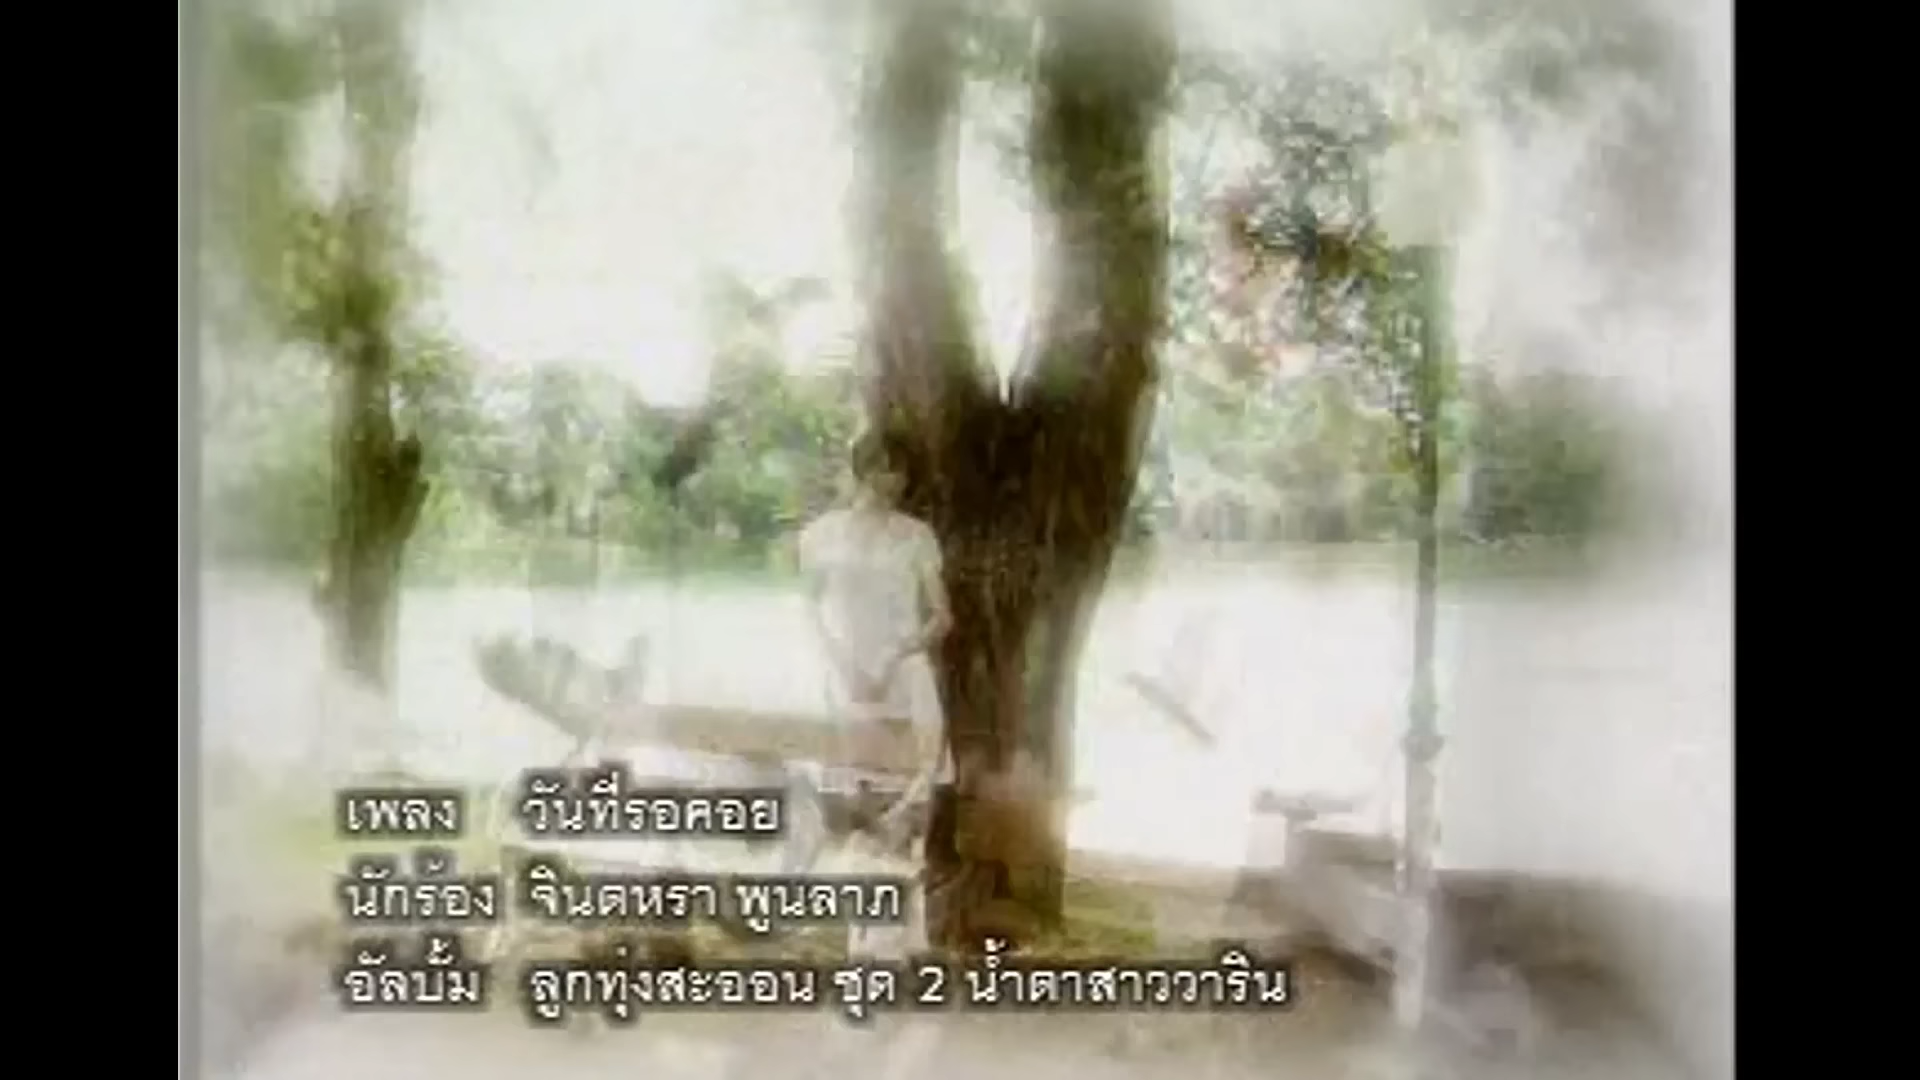 เพลง วันที่รอคอย
นักร้อง จินตหรา พูนลาภ
อัลบั้ม ลูกทุ่งสะออน ชุด 2 น้ำตาสาววาริน